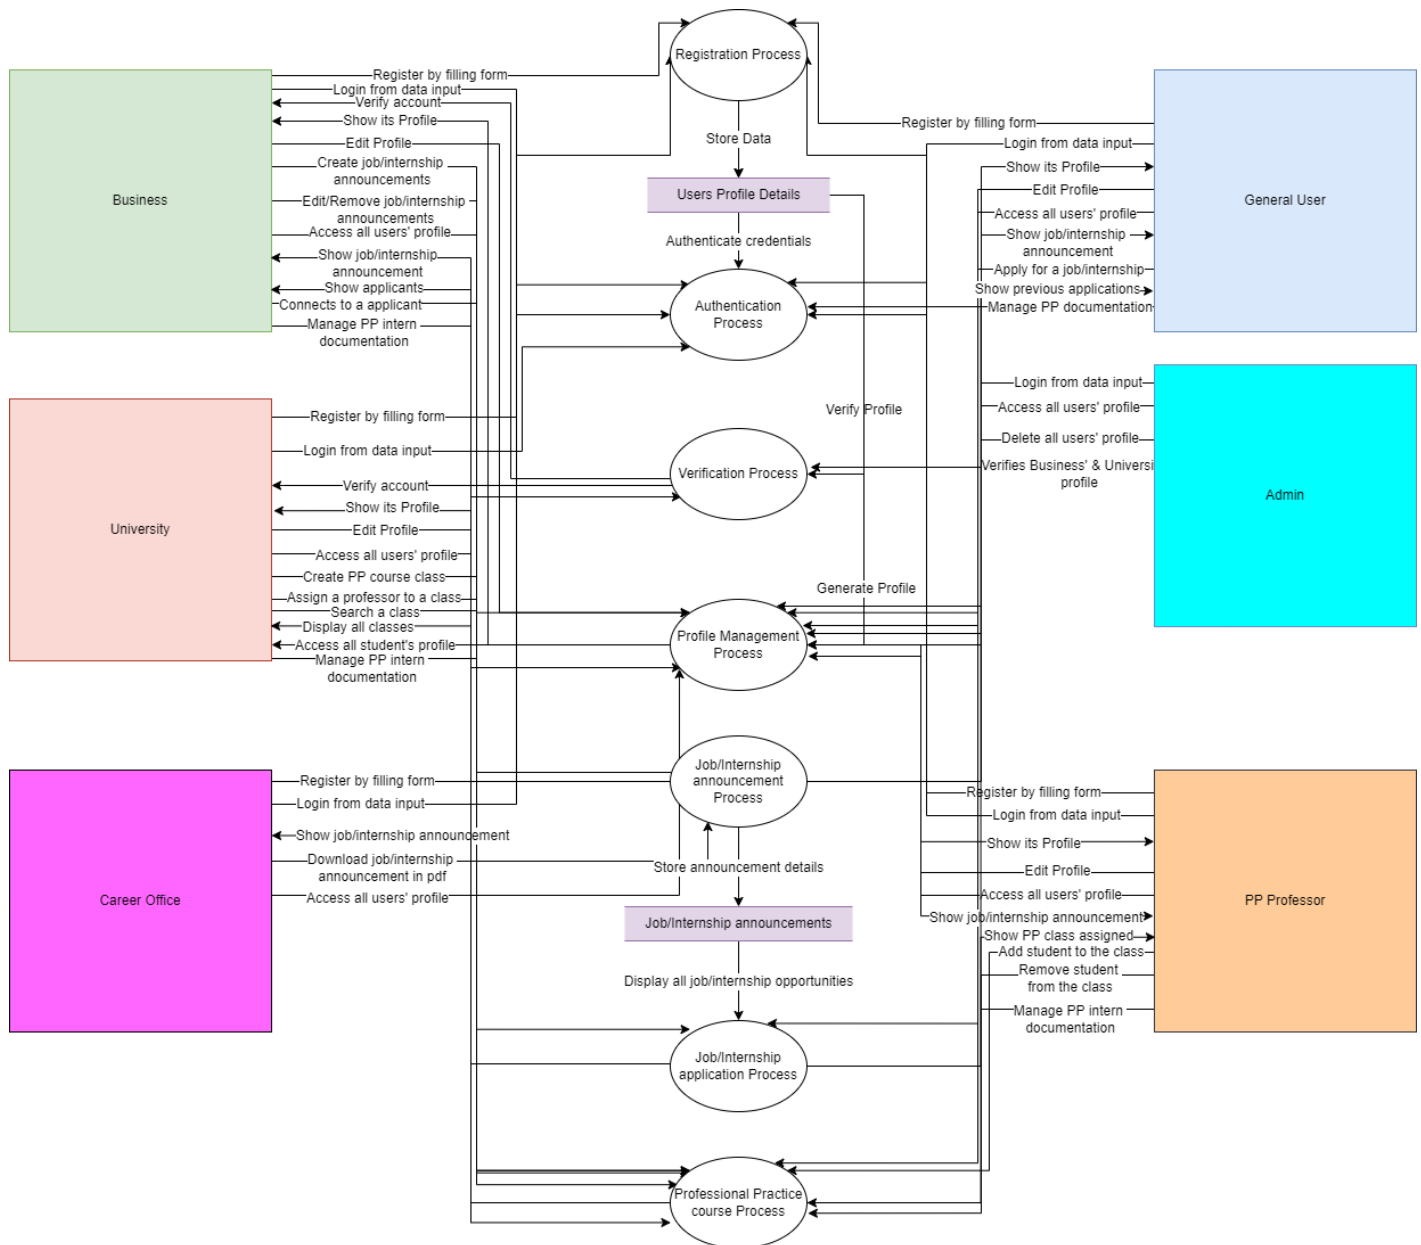 Registration Process
Business
Register by filling form
Login from data input
Verify account
Show its Profile
Edit Profile
Create job/internship
announcements
Edit/Remove job/internship
announcements
Access all users' profile
Show job/internship
announcement
Show applicants
Connects to a applicant
Manage PP intern
documentation
Store Data
Users Profile Details
Authenticate credentials
Authentication
Process
General User
Register by filling form
Login from data input
Show its Profile
Edit Profile
Access all users' profile
Show job/internship
announcement
Apply for a job/internship
Show previous applications
Manage PP documentation
University
Register by filling form
Login from data input
Verify account
Show its Profile
Edit Profile
Access all users' profile
Create PP course class
Assign a professor to a class
Search a class
Display all classes
Access all student's profile
Manage PP intern
documentation
Verify Profile
Verification Process
Generate Profile
Profile Management
Process
Admin
Login from data input
Access all users' profile
Delete all users' profile
Verifies Business' & Universi
profile
Career Office
Register by filling form
Login from data input
Show job/internship announcement
Download job/internship
announcement in pdf
Access all users' profile
Job/Internship
announcement
Process
Store announcement details
Job/Internship announcements
Display all job/internship opportunities
Job/Internship
application Process
Professional Practice
course Process
PP Professor
Register by filling form
Login from data input
Show its Profile
Edit Profile
Access all users' profile
Show job/internship announcement
Show PP class assigned
Add student to the class
Remove student
from the class
Manage PP intern
documentation